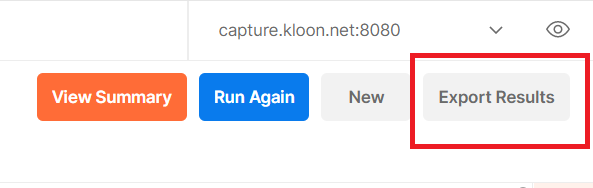 capture.kloon.net:8080
View Summary
Run Again
New
Export Results